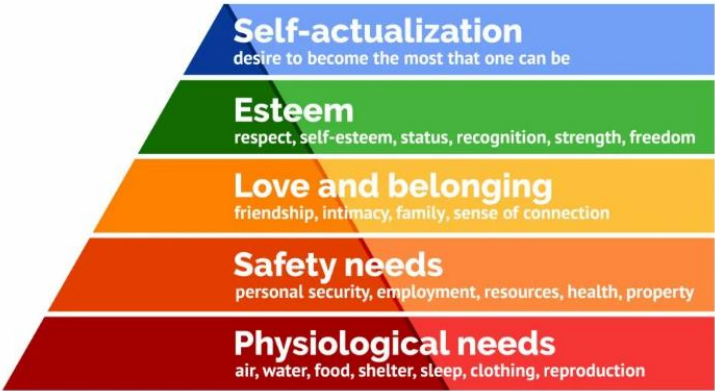 Self-actualization
desire to become the most that one can be
Esteem
respect, self-esteem, status, recognition, strength, freedom
Love and belonging
friendship, intimacy, family, sense of connection
Safety needs
personal security, employment, resources, health, property
Physiological needs
air, water, food, shelter, sleep, clothing, reproduction